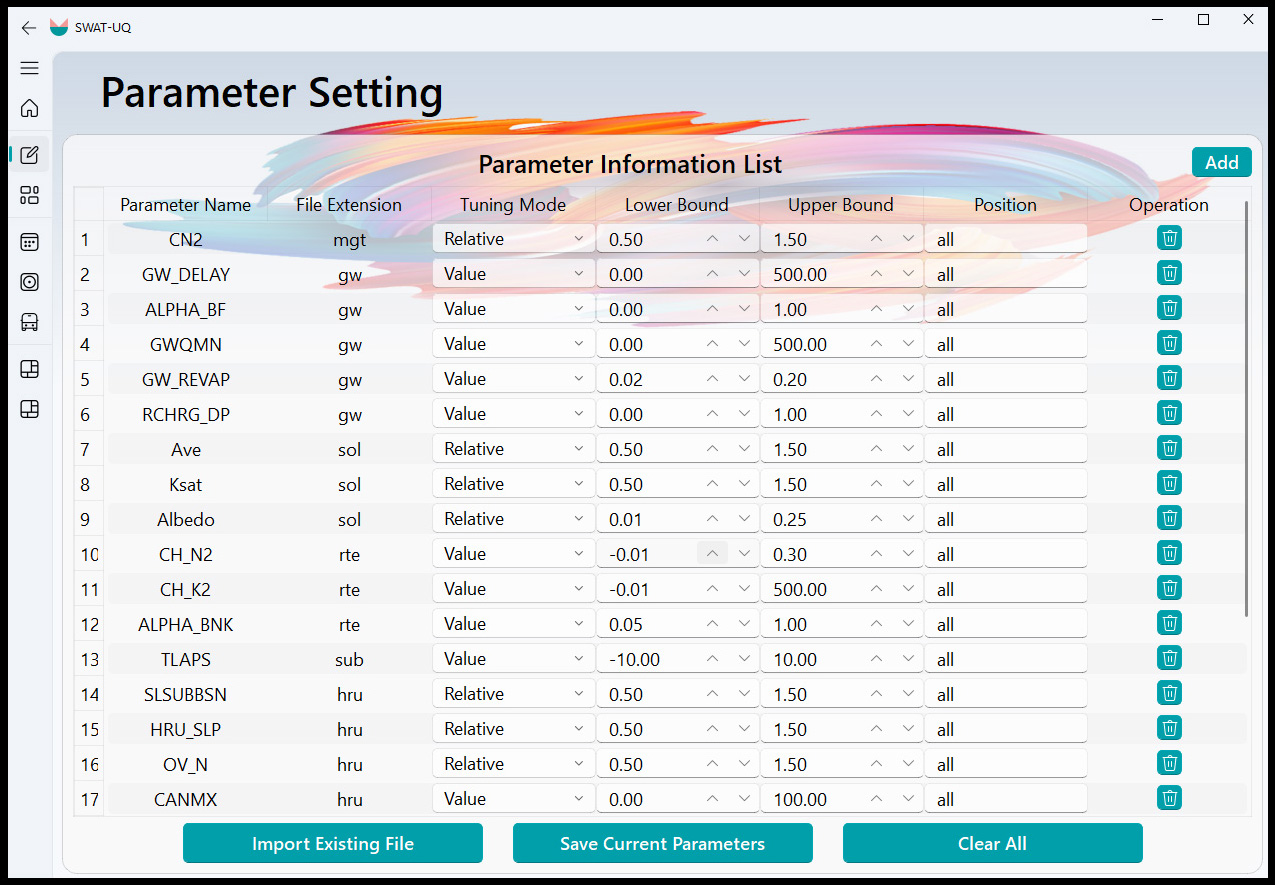 SWAT-UQ
Parameter Setting
Parameter Information List
Add
Parameter Name File Extension Tuning Mode Lower Bound Upper Bound Position Operation
1 CN2 mgt Relative 0.50 1.50 all
2 GW_DELAY gw Value 0.00 500.00 all
3 ALPHA_BF gw Value 0.00 1.00 all
4 GWQMN gw Value 0.00 500.00 all
5 GW_REVAP gw Value 0.02 0.20 all
6 RCHRG_DP gw Value 0.00 1.00 all
7 Ave sol Relative 0.50 1.50 all
8 Ksat sol Relative 0.50 1.50 all
9 Albedo sol Relative 0.01 0.25 all
10 CH_N2 rte Value -0.01 0.30 all
11 CH_K2 rte Value -0.01 500.00 all
12 ALPHA_BNK rte Value 0.05 1.00 all
13 TLAPS sub Value -10.00 10.00 all
14 SLSUBBSN hru Relative 0.50 1.50 all
15 HRU_SLP hru Relative 0.50 1.50 all
16 OV_N hru Relative 0.50 1.50 all
17 CANMX hru Value 0.00 100.00 all
Import Existing File Save Current Parameters Clear All